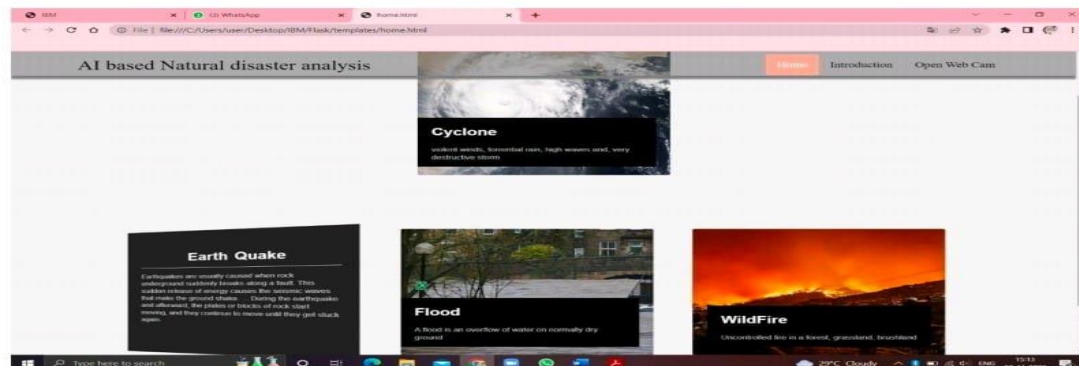 IBM
(2) WhatsApp
home.html
File | file:///C:/Users/user/Desktop/IBM/Flask/templates/home.html
AI based Natural disaster analysis
Home
Introduction
Open Web Cam
Cyclone
violent winds, torrential rain, high waves and, very
destructive storm
Earth Quake
Earthquakes are usually caused when rock
underground suddenly breaks along a fault. This
sudden release of energy causes the seismic waves
that make the ground shake. ... During the earthquake
and afterward, the plates or blocks of rock start
moving, and they continue to move until they get stuck
again.
Flood
A flood is an overflow of water on normally dry
ground
WildFire
Uncontrolled fire in a forest, grassland, brushland
Type here to search
29°C Cloudy
ENG
15:13